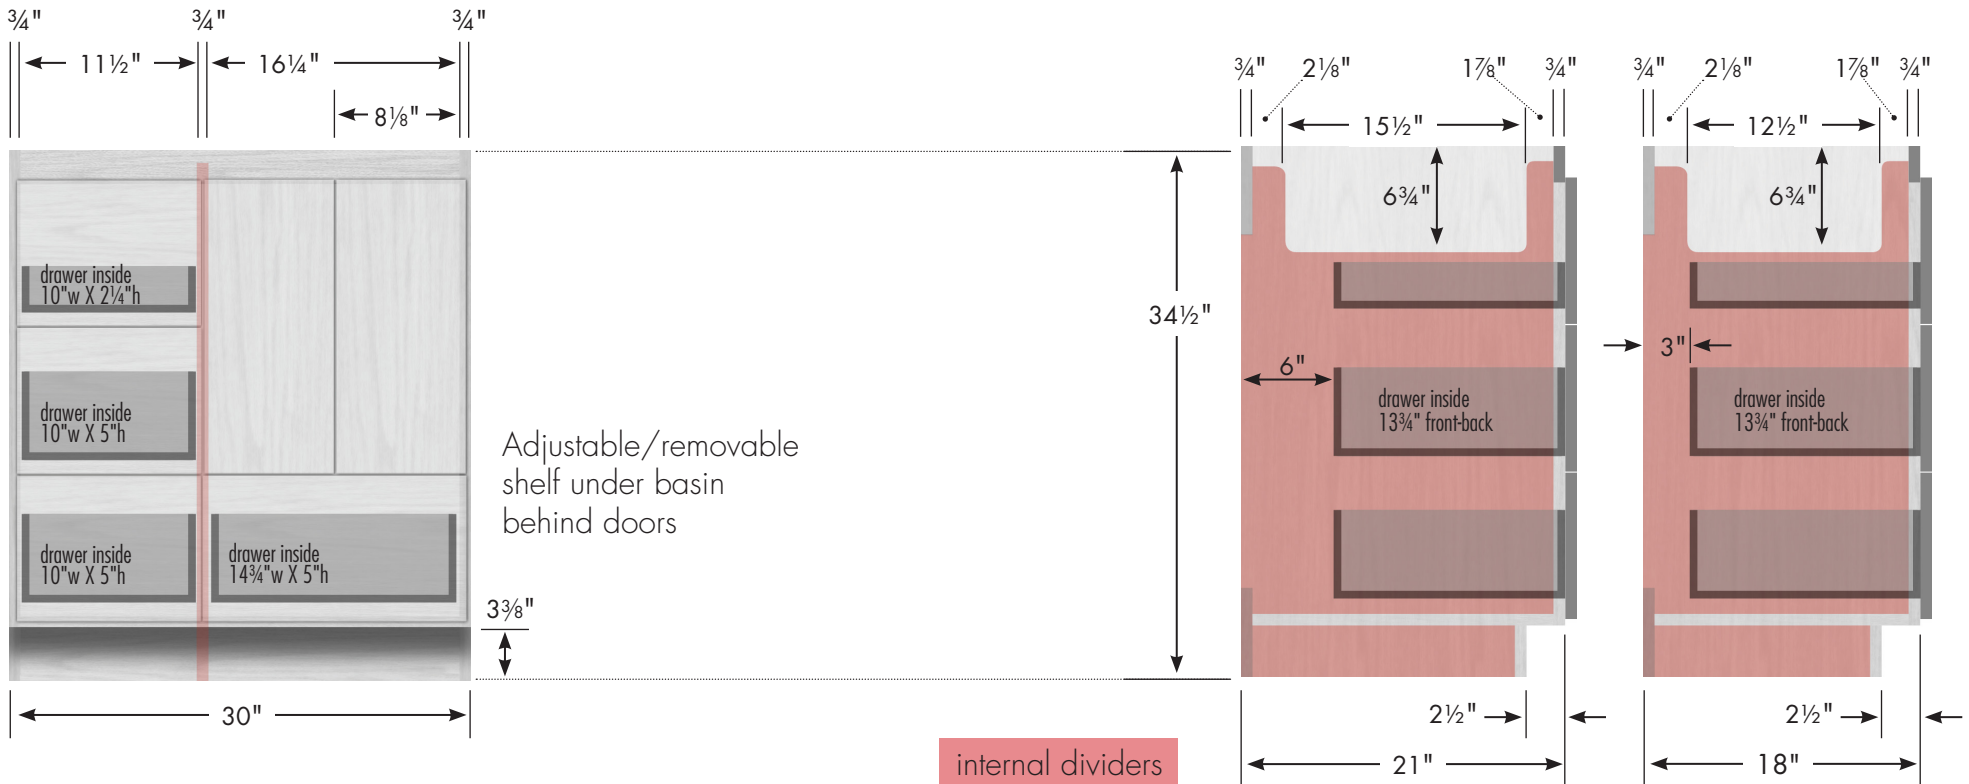 ¾" ¾" ¾"
11½" 16¼"
8⅛"
drawer inside
10"w X 2¼"h
drawer inside
10"w X 5"h
drawer inside
10"w X 5"h
drawer inside
14¾"w X 5"h
Adjustable/removable
shelf under basin
behind doors
3⅜"
30"
34½"
internal dividers
¾" 2⅛" 1⅞" ¾"
15½"
6¾"
6"
drawer inside
13¾" front-back
2½"
21"
¾" 2⅛" 1⅞" ¾"
12½"
6¾"
3"
drawer inside
13¾" front-back
2½"
18"